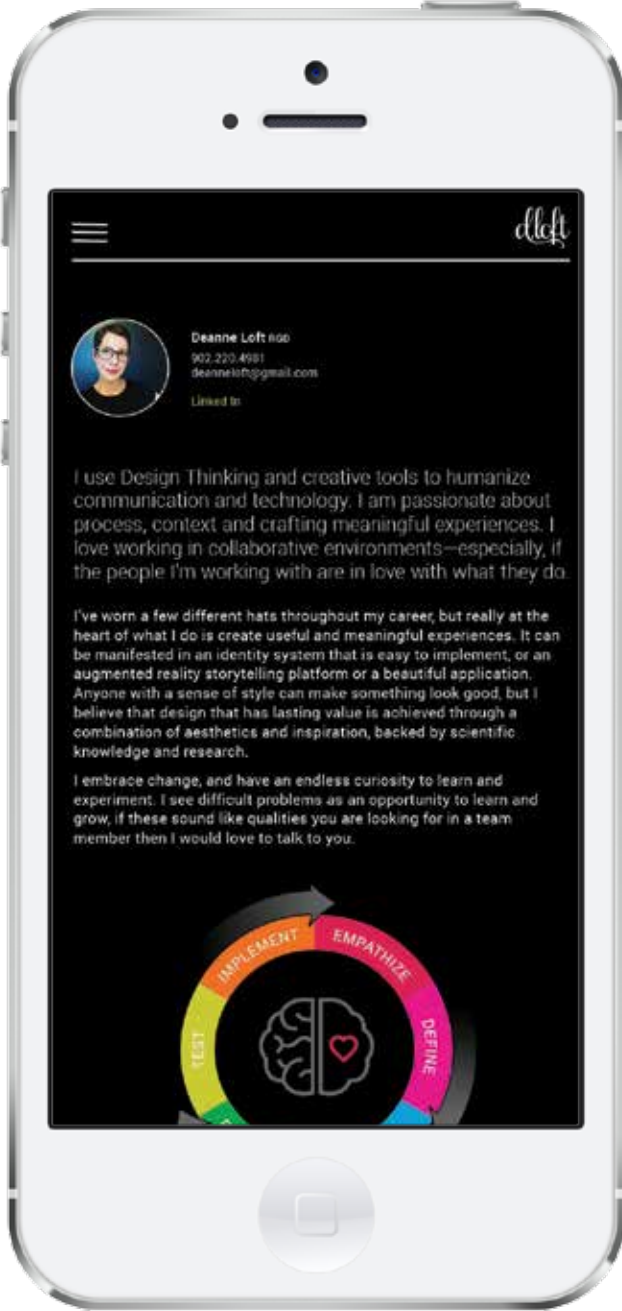 dloft
Deanne Loft RGD
902.220.4981
deanneloft@gmail.com
Linked In
I use Design Thinking and creative tools to humanize
communication and technology. I am passionate about
process, context and crafting meaningful experiences. I
love working in collaborative environments—especially, if
the people I'm working with are in love with what they do.
I've worn a few different hats throughout my career, but really at the
heart of what I do is create useful and meaningful experiences. It can
be manifested in an identity system that is easy to implement, or an
augmented reality storytelling platform or a beautiful application.
Anyone with a sense of style can make something look good, but I
believe that design that has lasting value is achieved through a
combination of aesthetics and inspiration, backed by scientific
knowledge and research.
I embrace change, and have an endless curiosity to learn and
experiment. I see difficult problems as an opportunity to learn and
grow, if these sound like qualities you are looking for in a team
member then I would love to talk to you.
IMPLEMENT
EMPATHIZE
TEST
DEFINE